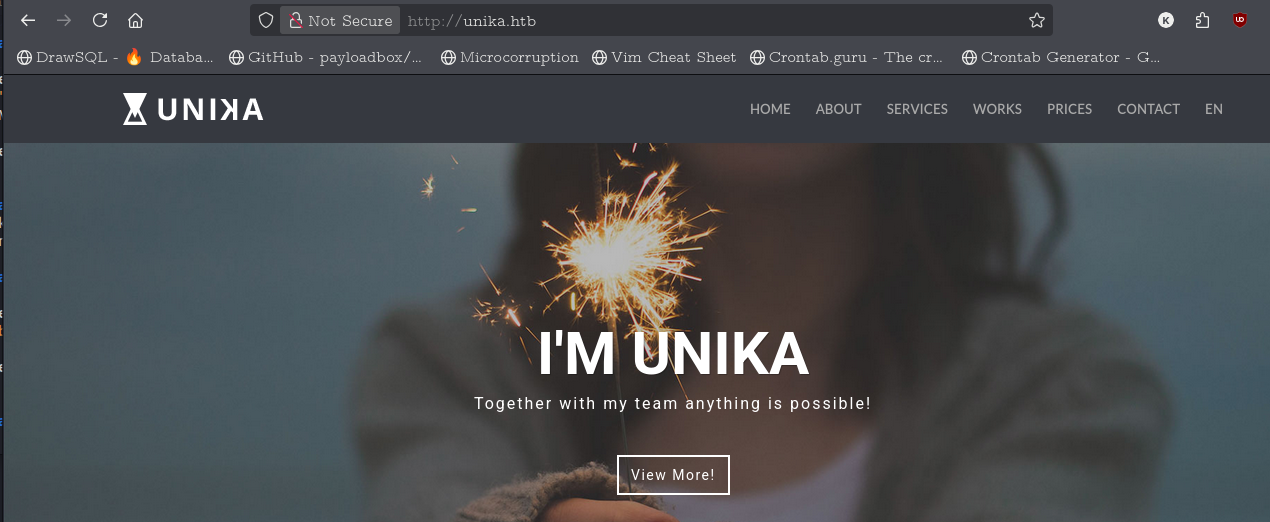 Not Secure http://unika.htb
DrawSQL - 🔥 Databa... GitHub - payloadbox/... Microcorruption Vim Cheat Sheet Crontab.guru - The cr... Crontab Generator - G...
UNIKA HOME ABOUT SERVICES WORKS PRICES CONTACT EN
I'M UNIKA
Together with my team anything is possible!
View More!